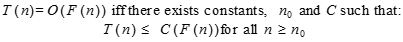 T (n)= O(F (n)) iff there exists constants, n₀ and C such that:
T (n) ≤ C(F (n))for all n ≥ n₀